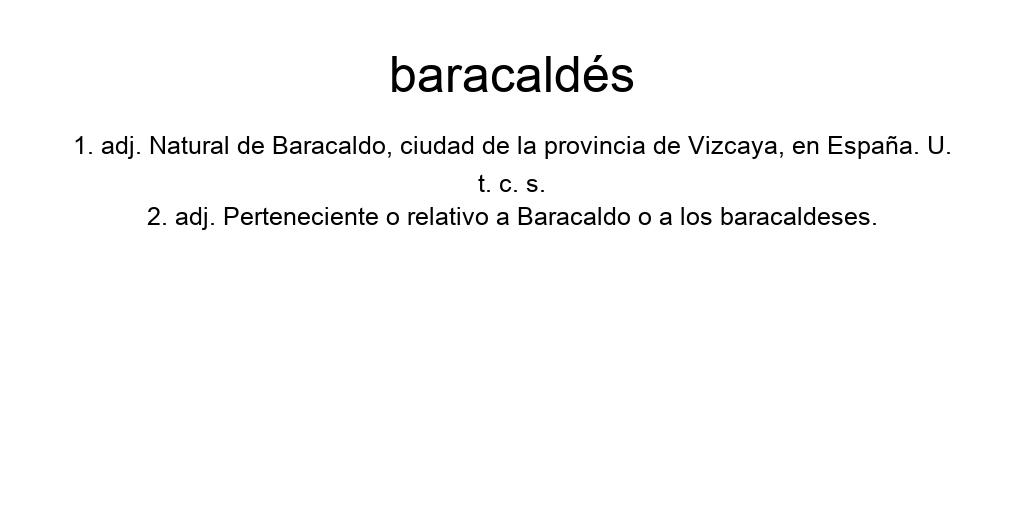 baracaldés
1. adj. Natural de Baracaldo, ciudad de la provincia de Vizcaya, en España. U.
t. c. s.
2. adj. Perteneciente o relativo a Baracaldo o a los baracaldeses.